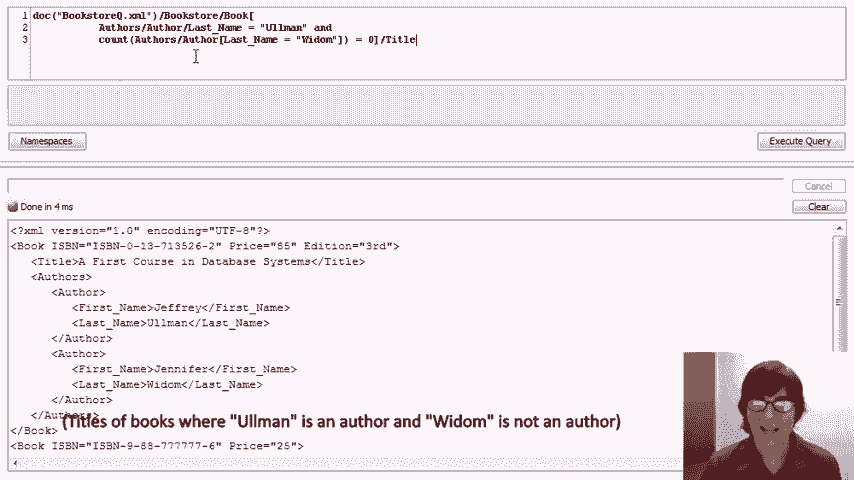 1 doc("BookstoreQ.xml")/Bookstore/Book[
2 Authors/Author/Last_Name = "Ullman" and
3 count(Authors/Author[Last_Name = "Widom"]) = 0]/Title
Namespaces
Execute Query
Cancel
Done in 4 ms
Clear
<?xml version="1.0" encoding="UTF-8"?>
<Book ISBN="ISBN-0-13-713526-2" Price="85" Edition="3rd">
<Title>A First Course in Database Systems</Title>
<Authors>
<Author>
<First_Name>Jeffrey</First_Name>
<Last_Name>Ullman</Last_Name>
</Author>
<Author>
<First_Name>Jennifer</First_Name>
<Last_Name>Widom</Last_Name>
</Author>
</Authors>
(Titles of books where "Ullman" is an author and "Widom" is not an author)
</Book>
<Book ISBN="ISBN-9-88-777777-6" Price="25">